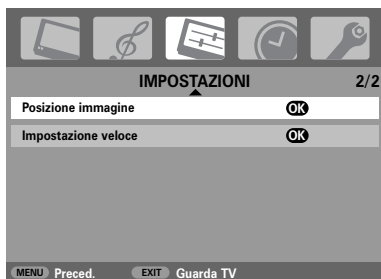 IMPOSTAZIONI 2/2
Posizione immagine OK
Impostazione veloce OK
MENU Preced. EXIT Guarda TV